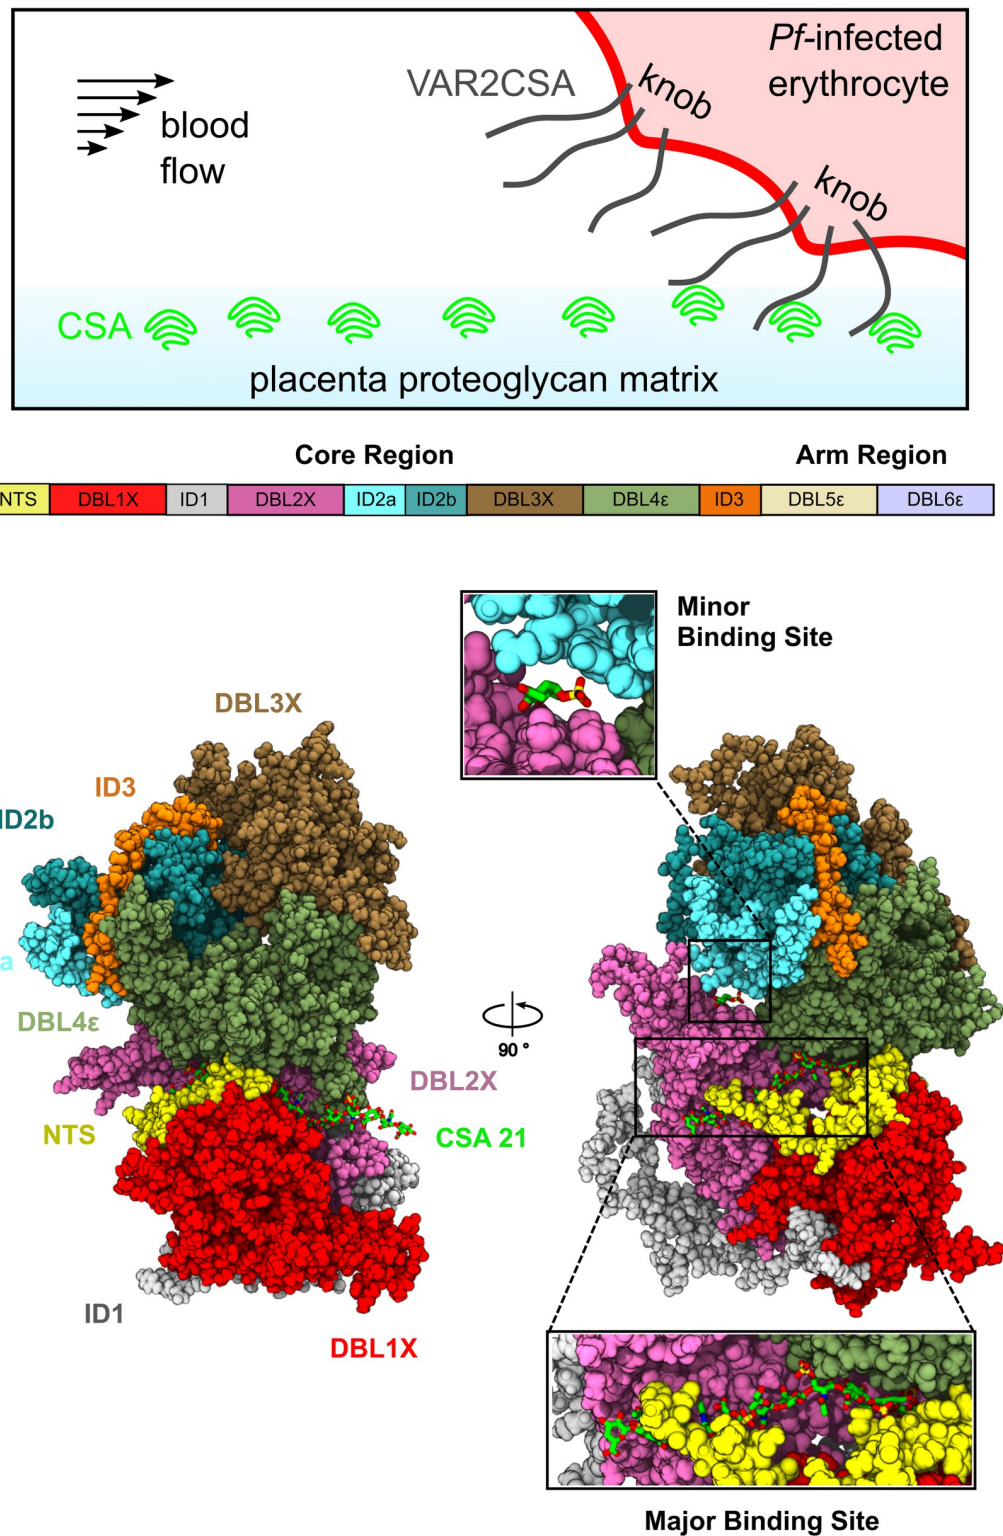 Pf-infected
erythrocyte
VAR2CSA
knob
blood
flow
knob
CSA
placenta proteoglycan matrix
Core Region
Arm Region
NTS DBL1X ID1 DBL2X ID2a ID2b DBL3X DBL4ε ID3 DBL5ε DBL6ε
Minor
Binding Site
DBL3X
ID3
ID2b
a
DBL4ε
90 °
DBL2X
NTS
CSA 21
ID1
DBL1X
Major Binding Site